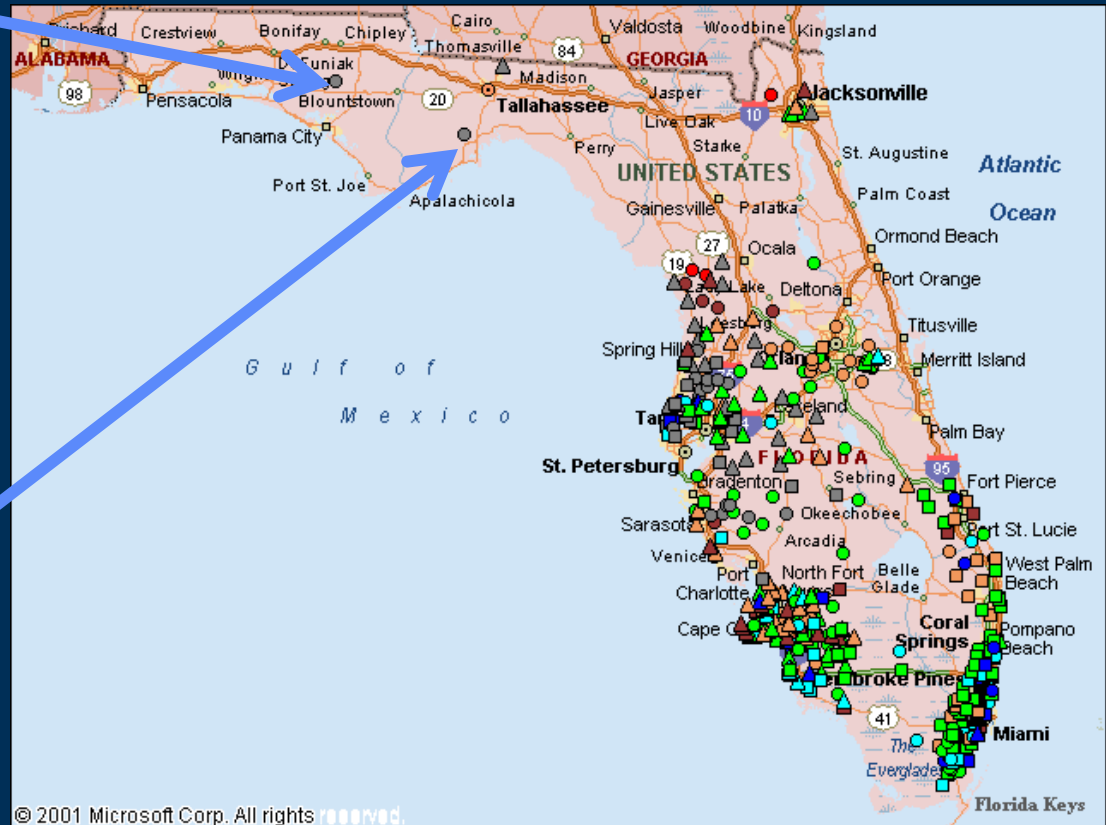 Cairo
Valdosta
Woodbine
Kingsland
Crestview
Bonifay
Chipley
Thomasville
84
ALABAMA
GEORGIA
98
Madison
Jasper
Jacksonville
Pensacola
Blountstown
20
Tallahassee
10
Live Oak
Panama City
Perry
Starke
St. Augustine
Atlantic
Ocean
UNITED STATES
Port St. Joe
Apalachicola
Gainesville
Palatka
Palm Coast
Ormond Beach
27
19
Ocala
Port Orange
Lake
Deltona
Titusville
Spring Hill
Merritt Island
Gulf of
Mexico
Palm Bay
St. Petersburg
FLORIDA
95
Bradenton
Sebring
Fort Pierce
Sarasota
Okeechobee
Port St. Lucie
Arcadia
Venice
Port
Charlotte
North Fort
Belle
Glade
West Palm
Beach
Coral
Springs
Pompano
Beach
41
Miami
The
Everglades
Florida Keys
© 2001 Microsoft Corp. All rights reserved.